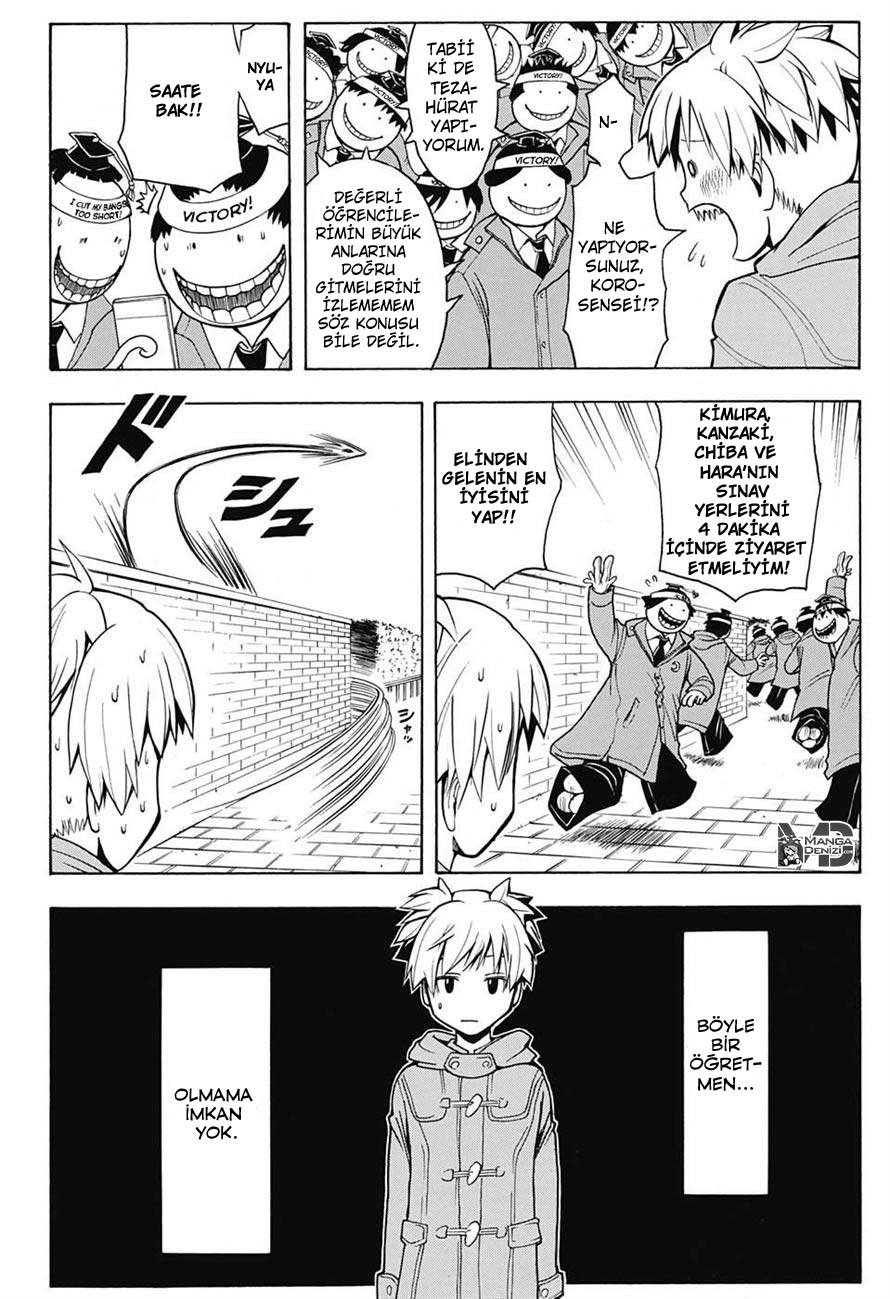 N-
NE
YAPIYOR-
SUNUZ,
KORO-
SENSEI!?
TABİİ
Kİ DE
TEZA-
HÜRAT
YAPI-
YORUM.
DEĞERLİ
ÖĞRENCİLE-
RİMİN BÜYÜK
ANLARINA
DOĞRU
GİTMELERİNİ
İZLEMEMEM
SÖZ KONUSU
BİLE DEĞİL.
VICTORY!
VICTORY!
VICTORY!
VICTORY!
VICTORY!
NYU-
YA
SAATE
BAK!!
I CUT MY BANGS
TOO SHORT!
VICTORY!
KİMURA,
KANZAKİ,
CHİBA VE
HARA'NIN
SINAV
YERLERİNİ
4 DAKİKA
İÇİNDE ZİYARET
ETMELİYİM!
ELİNDEN
GELENİN EN
İYİSİNİ
YAP!!
MD
MANGA
DENİZİ
ドシュ
シャッ
BÖYLE
BİR
ÖĞRET-
MEN...
OLMAMA
İMKAN
YOK.